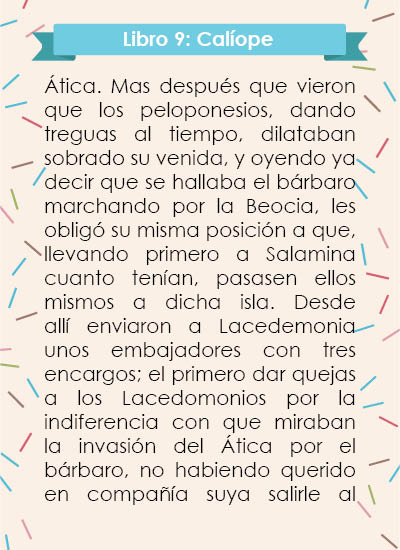 Libro 9: Calíope
Ática. Mas después que vieron
que los peloponesios, dando
treguas al tiempo, dilataban
sobrado su venida, y oyendo ya
decir que se hallaba el bárbaro
marchando por la Beocia, les
obligó su misma posición a que,
llevando primero a Salamina
cuanto tenían, pasasen ellos
mismos a dicha isla. Desde
allí enviaron a Lacedemonia
unos embajadores con tres
encargos; el primero dar quejas
a los Lacedomonios por la
indiferencia con que miraban
la invasión del Ática por el
bárbaro, no habiendo querido
en compañía suya salirle al